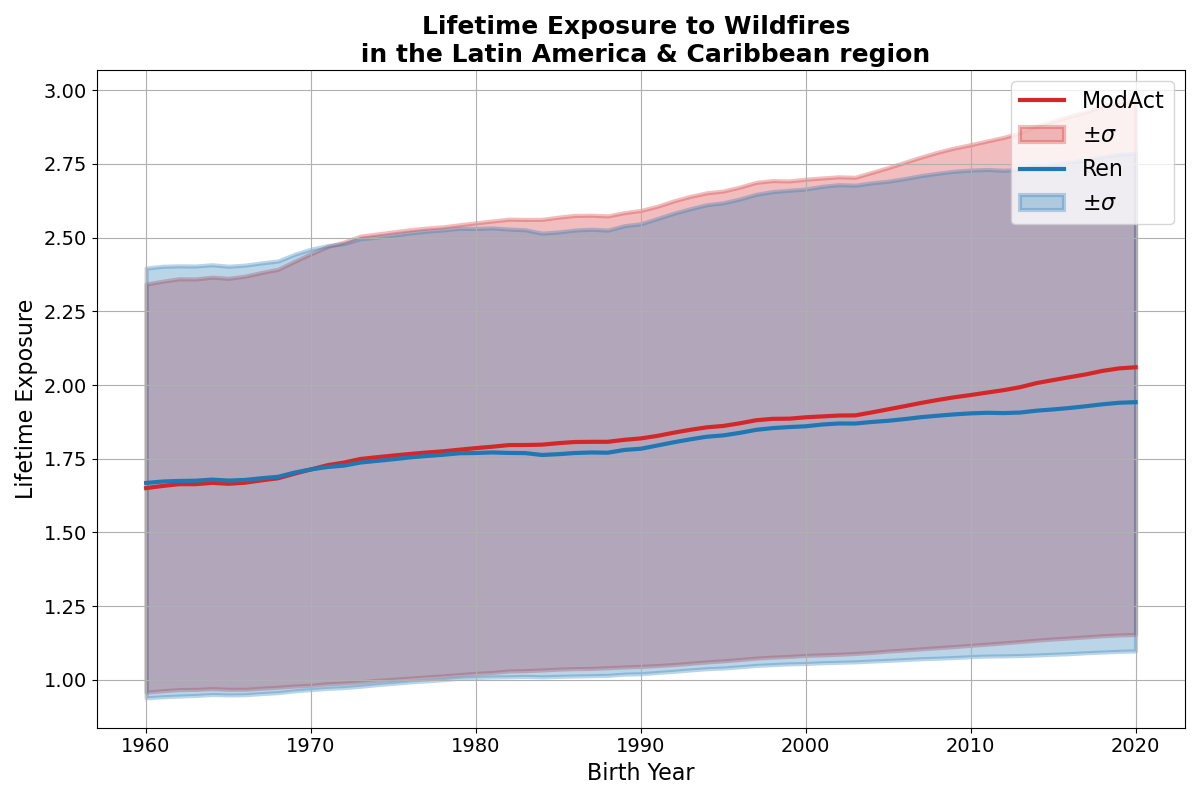 Lifetime Exposure to Wildfires
in the Latin America & Caribbean region
3.00
2.75
2.50
2.25
2.00
1.75
1.50
1.25
1.00
Lifetime Exposure
ModAct
±σ
Ren
±σ
1960 1970 1980 1990 2000 2010 2020
Birth Year